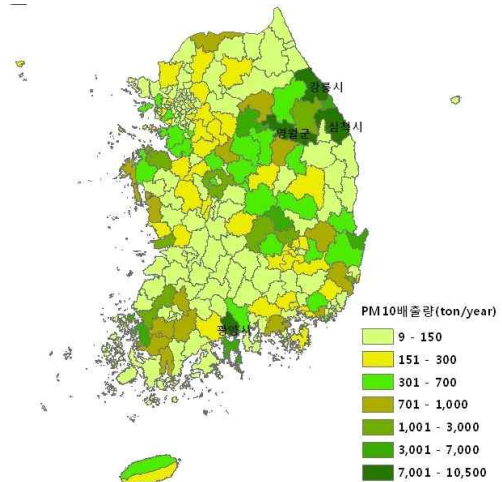 강릉시
삼척시
영월군
광양시
PM10배출량(ton/year)
9 - 150
151 - 300
301 - 700
701 - 1,000
1,001 - 3,000
3,001 - 7,000
7,001 - 10,500